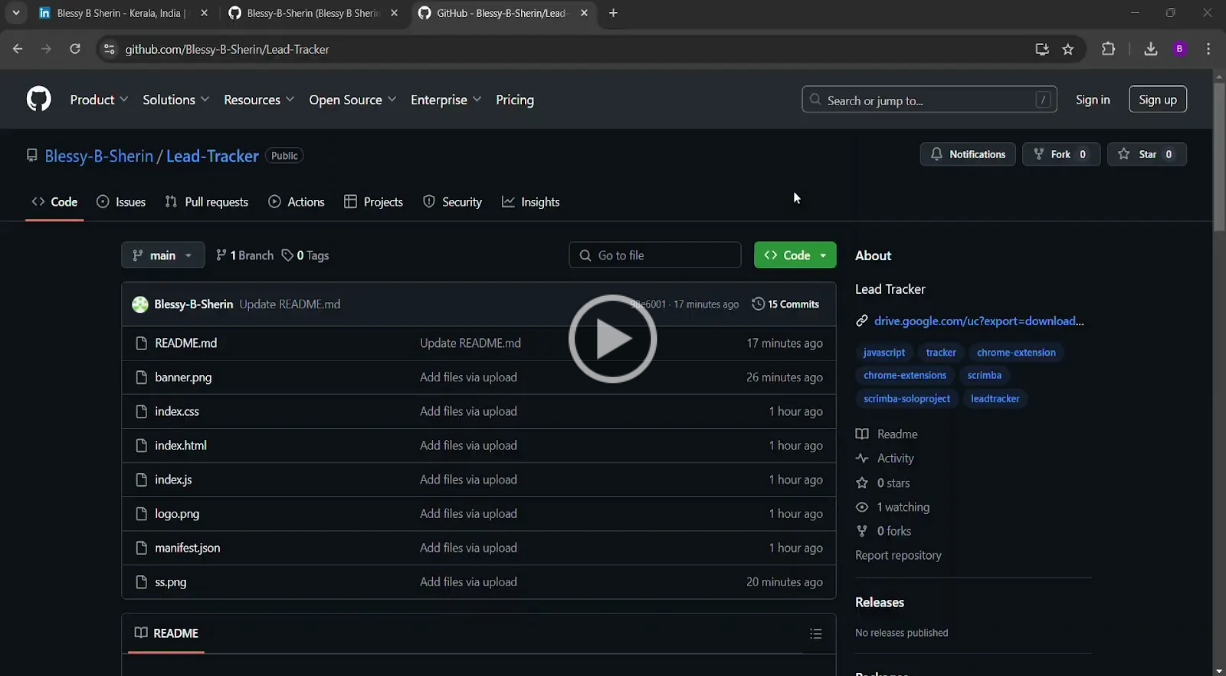 Blessy B Sherin - Kerala, India |
Blessy-B-Sherin (Blessy B Sherin
GitHub - Blessy-B-Sherin/Lead-
github.com/Blessy-B-Sherin/Lead-Tracker
B
Product Solutions Resources Open Source Enterprise Pricing
Search or jump to... /
Sign in
Sign up
Blessy-B-Sherin / Lead-Tracker Public
Notifications Fork 0 Star 0
Code Issues Pull requests Actions Projects Security Insights
main 1 Branch 0 Tags Go to file Code
Blessy-B-Sherin Update README.md e6001 · 17 minutes ago 15 Commits
README.md Update README.md 17 minutes ago
banner.png Add files via upload 26 minutes ago
index.css Add files via upload 1 hour ago
index.html Add files via upload 1 hour ago
index.js Add files via upload 1 hour ago
logo.png Add files via upload 1 hour ago
manifest.json Add files via upload 1 hour ago
ss.png Add files via upload 20 minutes ago
README
About
Lead Tracker
drive.google.com/uc?export=download...
javascript tracker chrome-extension
chrome-extensions scrimba
scrimba-soloproject leadtracker
Readme
Activity
0 stars
1 watching
0 forks
Report repository
Releases
No releases published